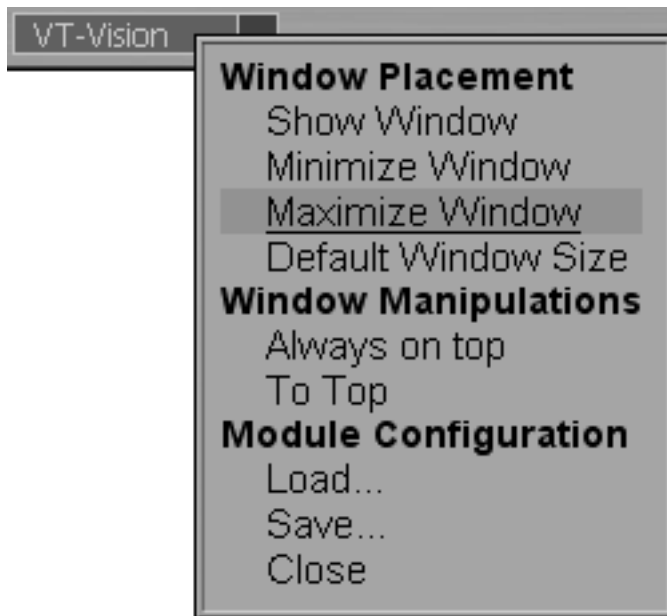 VT-Vision
Window Placement
Show Window
Minimize Window
Maximize Window
Default Window Size
Window Manipulations
Always on top
To Top
Module Configuration
Load...
Save...
Close